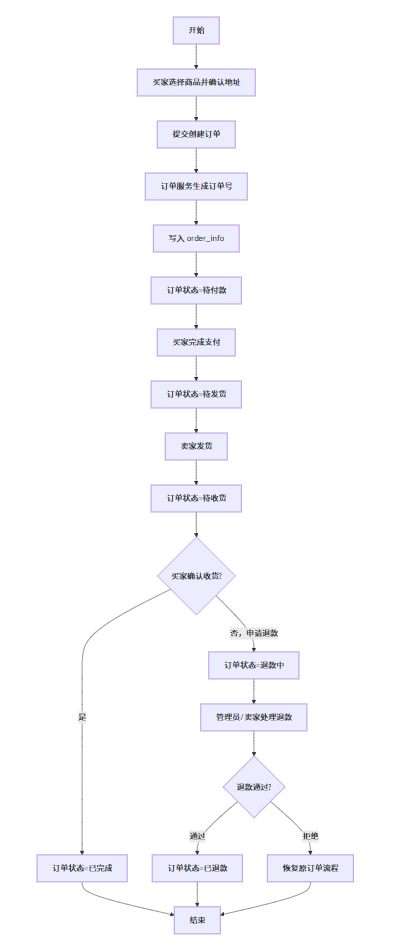 开始
买家选择商品并确认地址
提交创建订单
订单服务生成订单号
写入 order_info
订单状态=待付款
买家完成支付
订单状态=待发货
卖家发货
订单状态=待收货
买家确认收货?
否，申请退款
订单状态=退款中
管理员/卖家处理退款
是
退款通过?
通过
拒绝
订单状态=已完成
订单状态=已退款
恢复原订单流程
结束